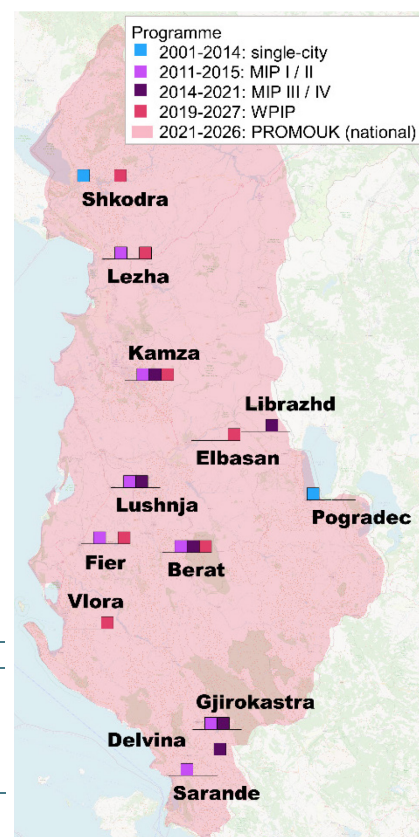 Programme
2001-2014: single-city
2011-2015: MIP I / II
2014-2021: MIP III / IV
2019-2027: WPIP
2021-2026: PROMOUK (national)
Shkodra
Lezha
Kamza
Librazhd
Elbasan
Lushnja
Pogradec
Fier
Berat
Vlora
Gjirokastra
Delvina
Sarande